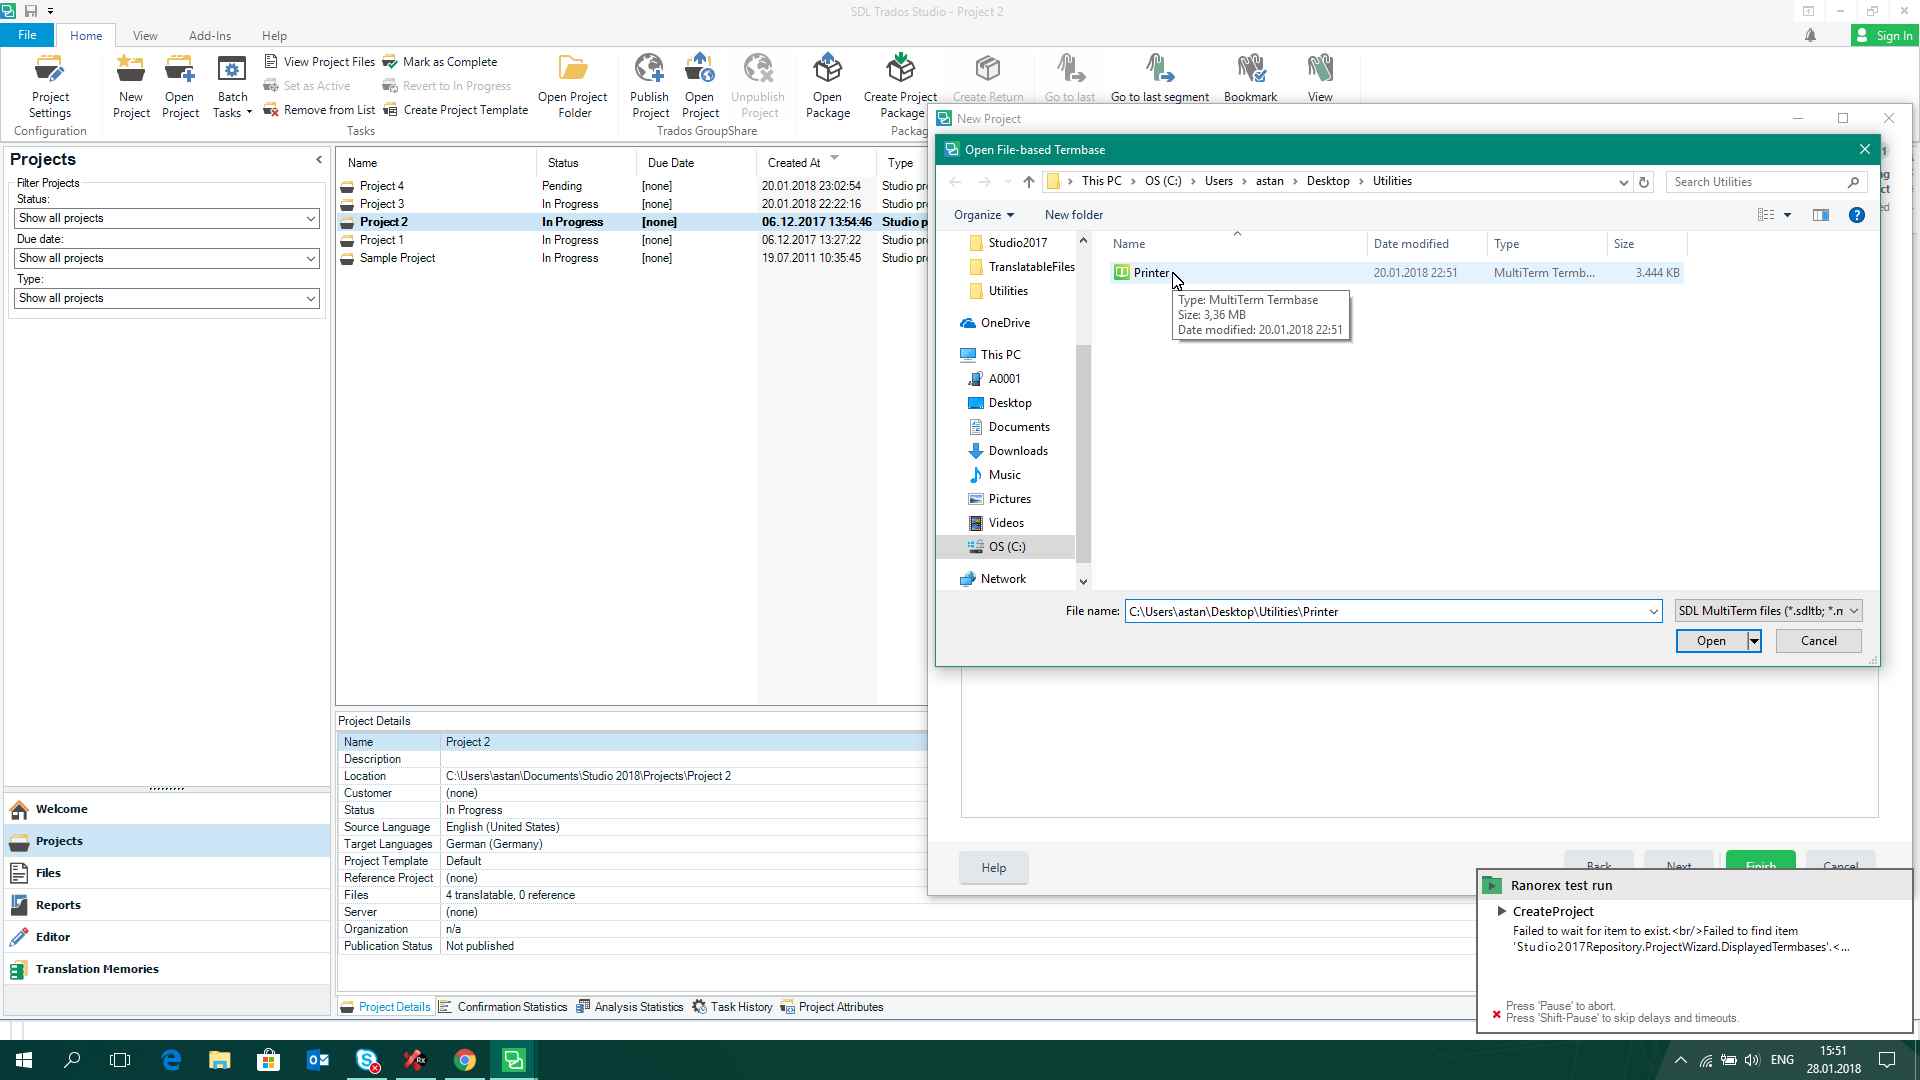 SDL Trados Studio - Project 2
File
Home
View
Add-Ins
Help
Sign In
Project Settings
Configuration
New Project
Open Project
Batch Tasks
View Project Files
Set as Active
Remove from List
Mark as Complete
Revert to In Progress
Create Project Template
Tasks
Open Project Folder
Publish Project
Open Project
Unpublish Project
Trados GroupShare
Open Package
Create Project Package
Create Return
Packag
Go to last
Go to last segment
Bookmark
View
Projects
Filter Projects
Status:
Show all projects
Due date:
Show all projects
Type:
Show all projects
Name Status Due Date Created At Type
Project 4 Pending [none] 20.01.2018 23:02:54 Studio pr
Project 3 In Progress [none] 20.01.2018 22:22:16 Studio pr
Project 2 In Progress [none] 06.12.2017 13:54:46 Studio p
Project 1 In Progress [none] 06.12.2017 13:27:22 Studio pr
Sample Project In Progress [none] 19.07.2011 10:35:45 Studio pr
New Project
Open File-based Termbase
This PC > OS (C:) > Users > astan > Desktop > Utilities
Search Utilities
Organize
New folder
Studio2017
TranslatableFiles
Utilities
OneDrive
This PC
A0001
Desktop
Documents
Downloads
Music
Pictures
Videos
OS (C:)
Network
Name Date modified Type Size
Printer 20.01.2018 22:51 MultiTerm Termb... 3.444 KB
Type: MultiTerm Termbase
Size: 3,36 MB
Date modified: 20.01.2018 22:51
File name: C:\Users\astan\Desktop\Utilities\Printer
SDL MultiTerm files (*.sdltb; *.n
Open
Cancel
Project Details
Name Project 2
Description
Location C:\Users\astan\Documents\Studio 2018\Projects\Project 2
Customer (none)
Status In Progress
Source Language English (United States)
Target Languages German (Germany)
Project Template Default
Reference Project (none)
Files 4 translatable, 0 reference
Server (none)
Organization n/a
Publication Status Not published
Welcome
Projects
Files
Reports
Editor
Translation Memories
Project Details
Confirmation Statistics
Analysis Statistics
Task History
Project Attributes
Help
Back
Next
Finish
Cancel
Ranorex test run
CreateProject
Failed to wait for item to exist.<br/>Failed to find item
'Studio2017Repository.ProjectWizard.DisplayedTermbases'.<...
Press 'Pause' to abort.
Press 'Shift-Pause' to skip delays and timeouts.
ENG
15:51
28.01.2018